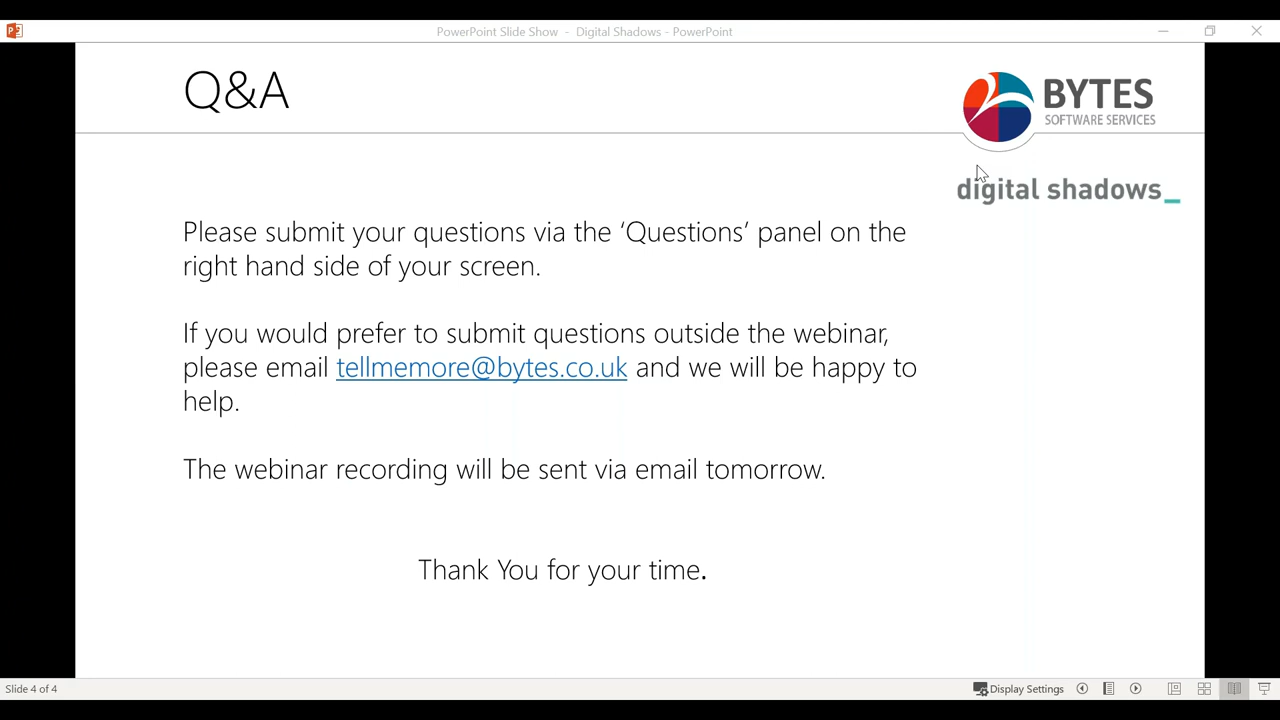 PowerPoint Slide Show - Digital Shadows - PowerPoint
Q&A
BYTES
SOFTWARE SERVICES
digital shadows_
Please submit your questions via the ‘Questions’ panel on the
right hand side of your screen.
If you would prefer to submit questions outside the webinar,
please email tellmemore@bytes.co.uk and we will be happy to
help.
The webinar recording will be sent via email tomorrow.
Thank You for your time.
Slide 4 of 4
Display Settings